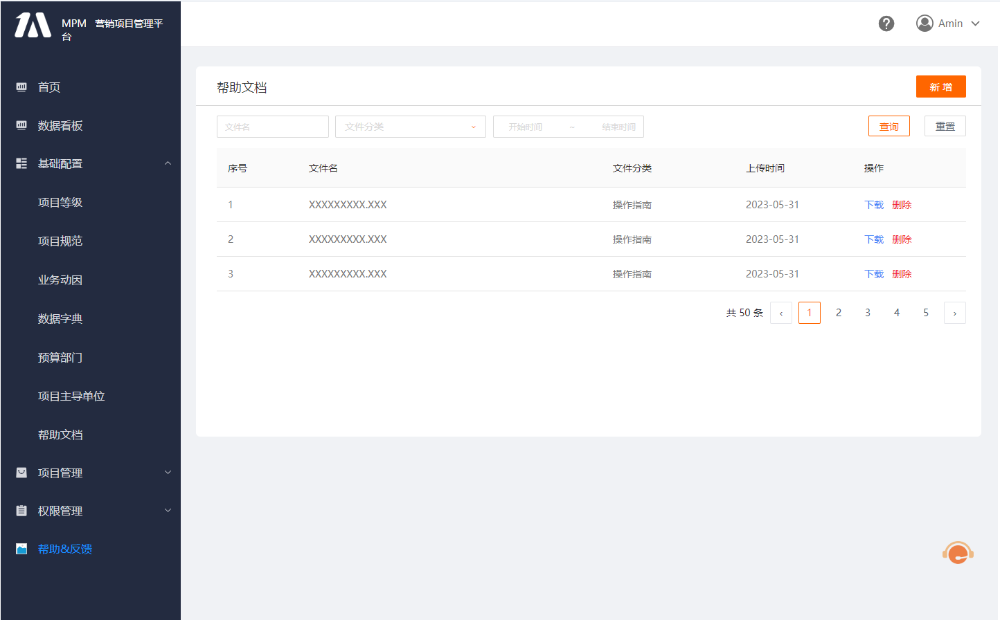 MPM 营销项目管理平
台
Amin
首页
数据看板
基础配置
项目等级
项目规范
业务动因
数据字典
预算部门
项目主导单位
帮助文档
项目管理
权限管理
帮助&反馈
帮助文档
新 增
文件名 文件分类 开始时间 ~ 结束时间 查询 重置
序号 文件名 文件分类 上传时间 操作
1 XXXXXXXXX.XXX 操作指南 2023-05-31 下载 删除
2 XXXXXXXXX.XXX 操作指南 2023-05-31 下载 删除
3 XXXXXXXXX.XXX 操作指南 2023-05-31 下载 删除
共 50 条 ‹ 1 2 3 4 5 ›